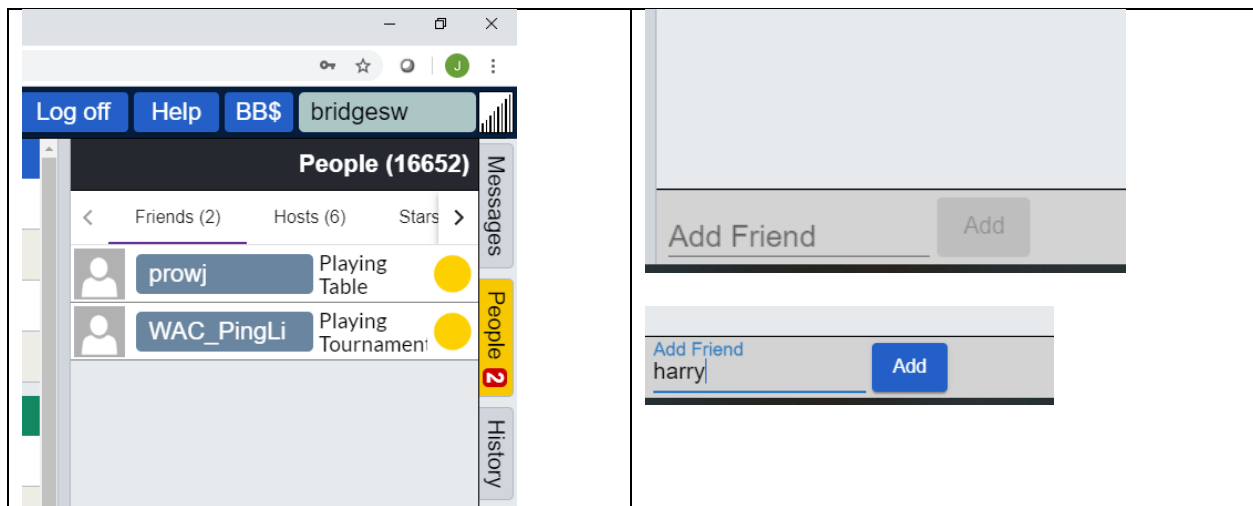 J
Log off Help BB$ bridgesw
People (16652)
Friends (2) Hosts (6) Stars
prowj Playing
Table
WAC_PingLi Playing
Tournament
Messages
People 2
History
Add Friend Add
Add Friend
harry Add